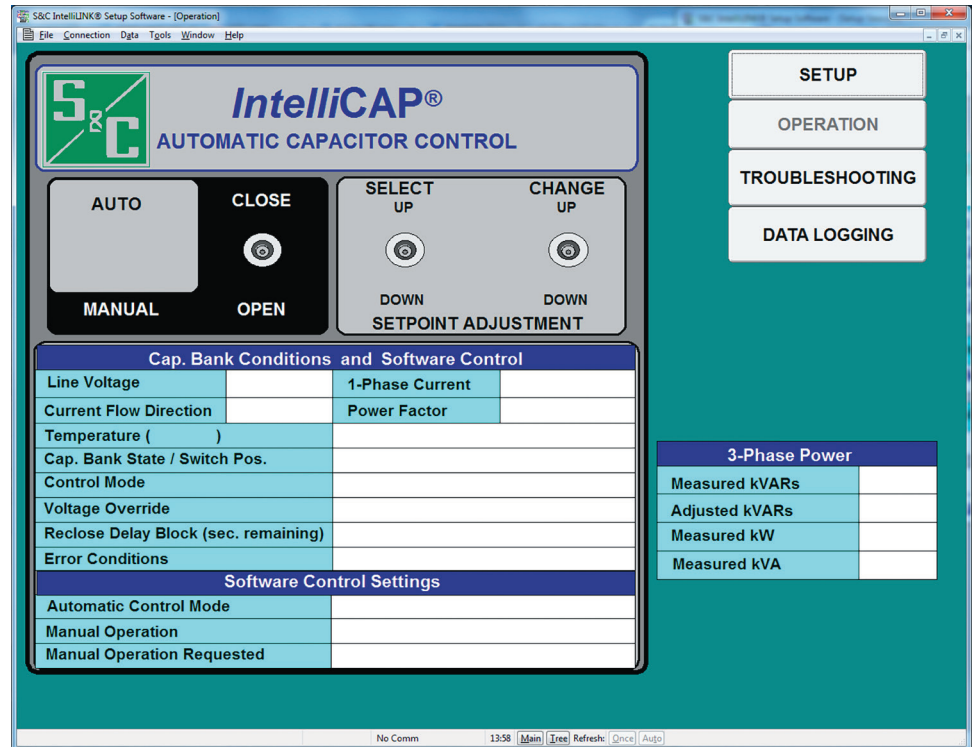 S&C IntelliLINK® Setup Software - [Operation]
File Connection Data Tools Window Help
S&C
IntelliCAP®
AUTOMATIC CAPACITOR CONTROL
SETUP
OPERATION
TROUBLESHOOTING
DATA LOGGING
AUTO
CLOSE
MANUAL
OPEN
SELECT
UP
CHANGE
UP
DOWN
DOWN
SETPOINT ADJUSTMENT
Cap. Bank Conditions and Software Control
Line Voltage
1-Phase Current
Current Flow Direction
Power Factor
Temperature ( )
Cap. Bank State / Switch Pos.
Control Mode
Voltage Override
Reclose Delay Block (sec. remaining)
Error Conditions
Software Control Settings
Automatic Control Mode
Manual Operation
Manual Operation Requested
3-Phase Power
Measured kVARs
Adjusted kVARs
Measured kW
Measured kVA
No Comm 13:58 Main Tree Refresh: Once Auto